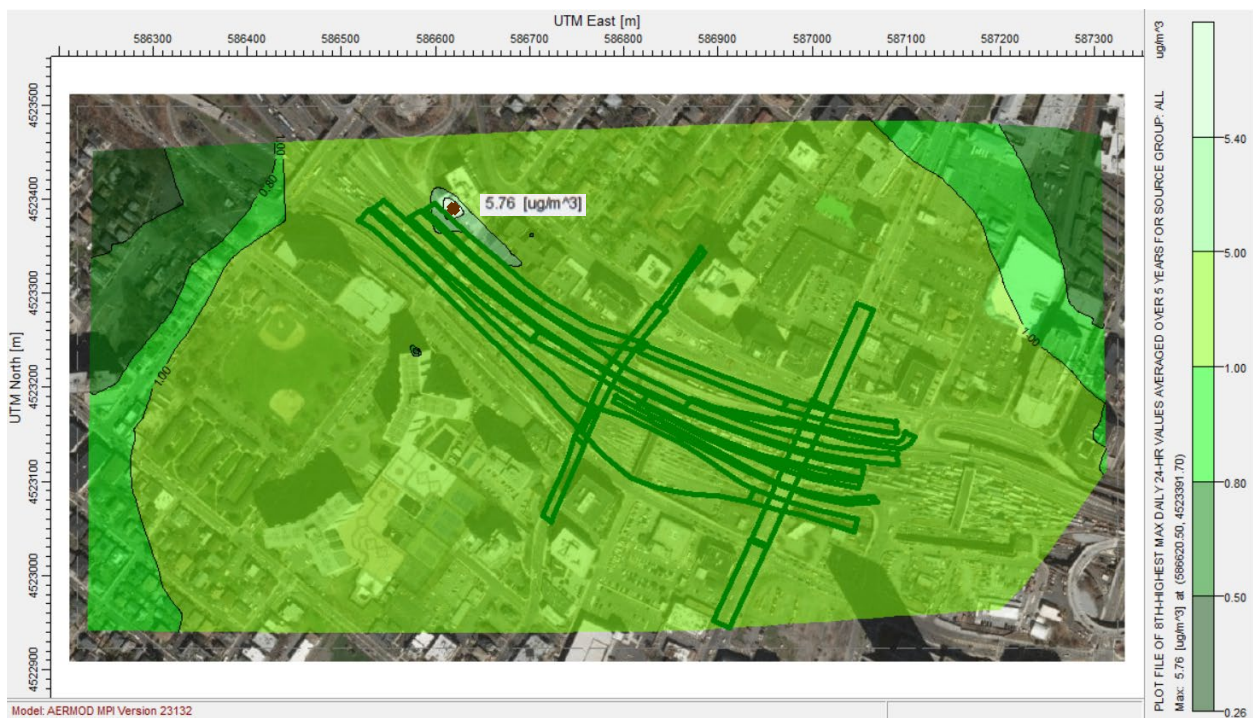 UTM East [m]
586300 586400 586500 586600 586700 586800 586900 587000 587100 587200 587300
UTM North [m]
4523500
4523400
4523300
4523200
4523100
4523000
4522900
0.80
1.00
5.76 [ug/m^3]
1.00
1.00
PLOT FILE OF 8TH-HIGHEST MAX DAILY 24-HR VALUES AVERAGED OVER 5 YEARS FOR SOURCE GROUP: ALL
ug/m^3
Max: 5.76 [ug/m^3] at (586620.50, 4523391.70)
5.40
5.00
1.00
0.80
0.50
0.26
Model: AERMOD MPI Version 23132